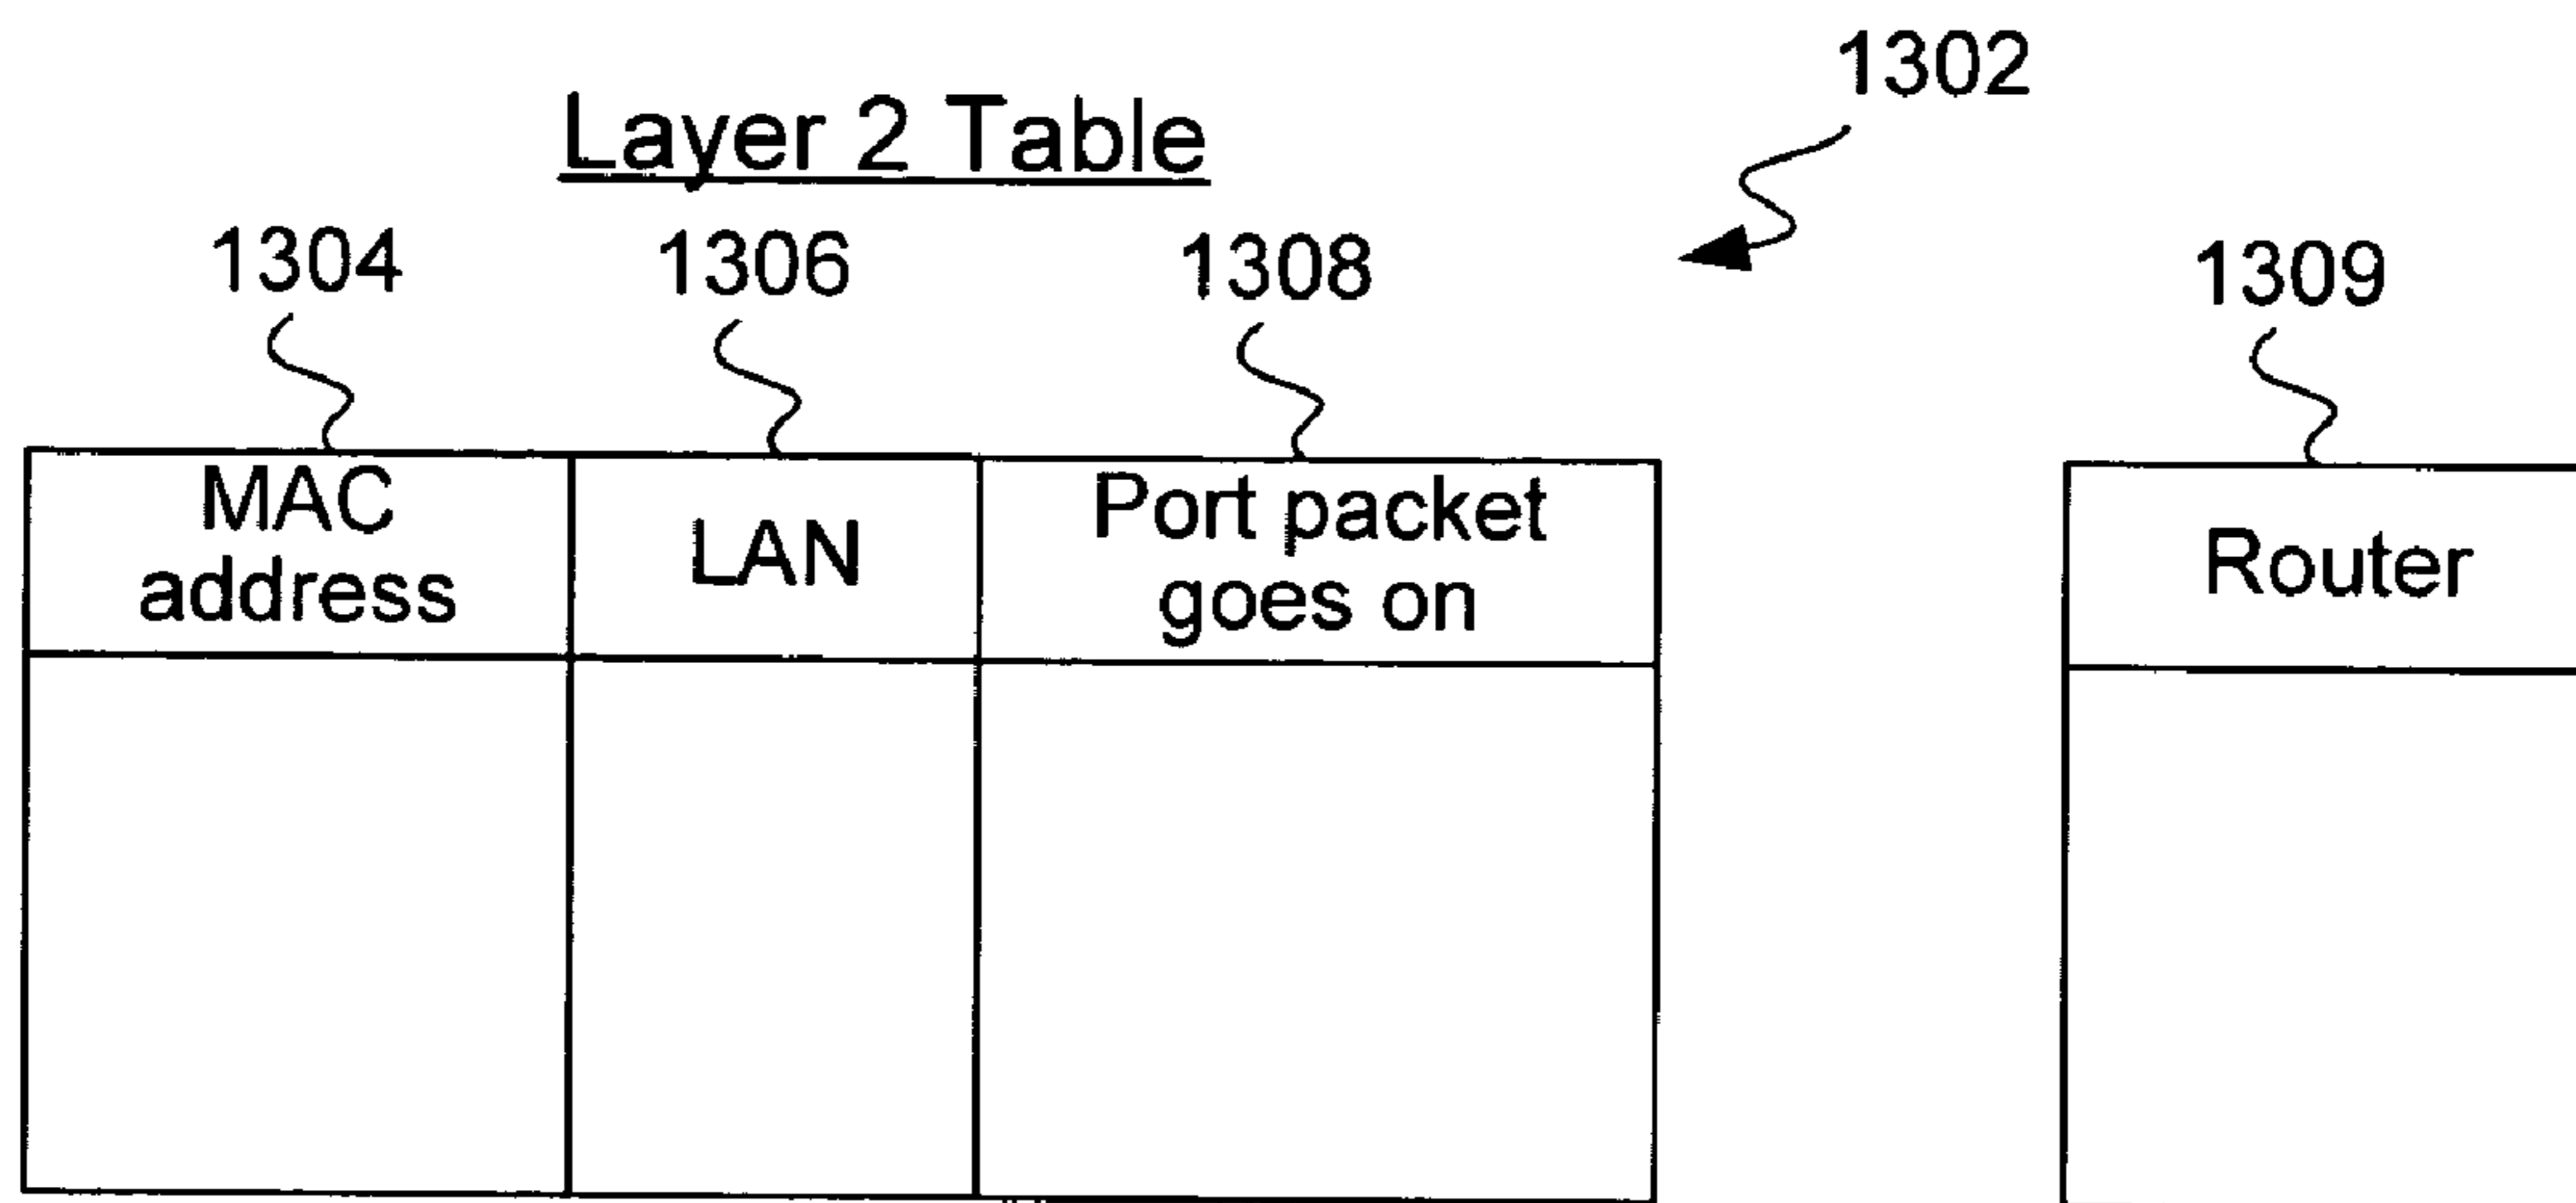 1302
Layer 2 Table
1304
1306
1308
1309
MAC
address
LAN
Port packet
goes on
Router